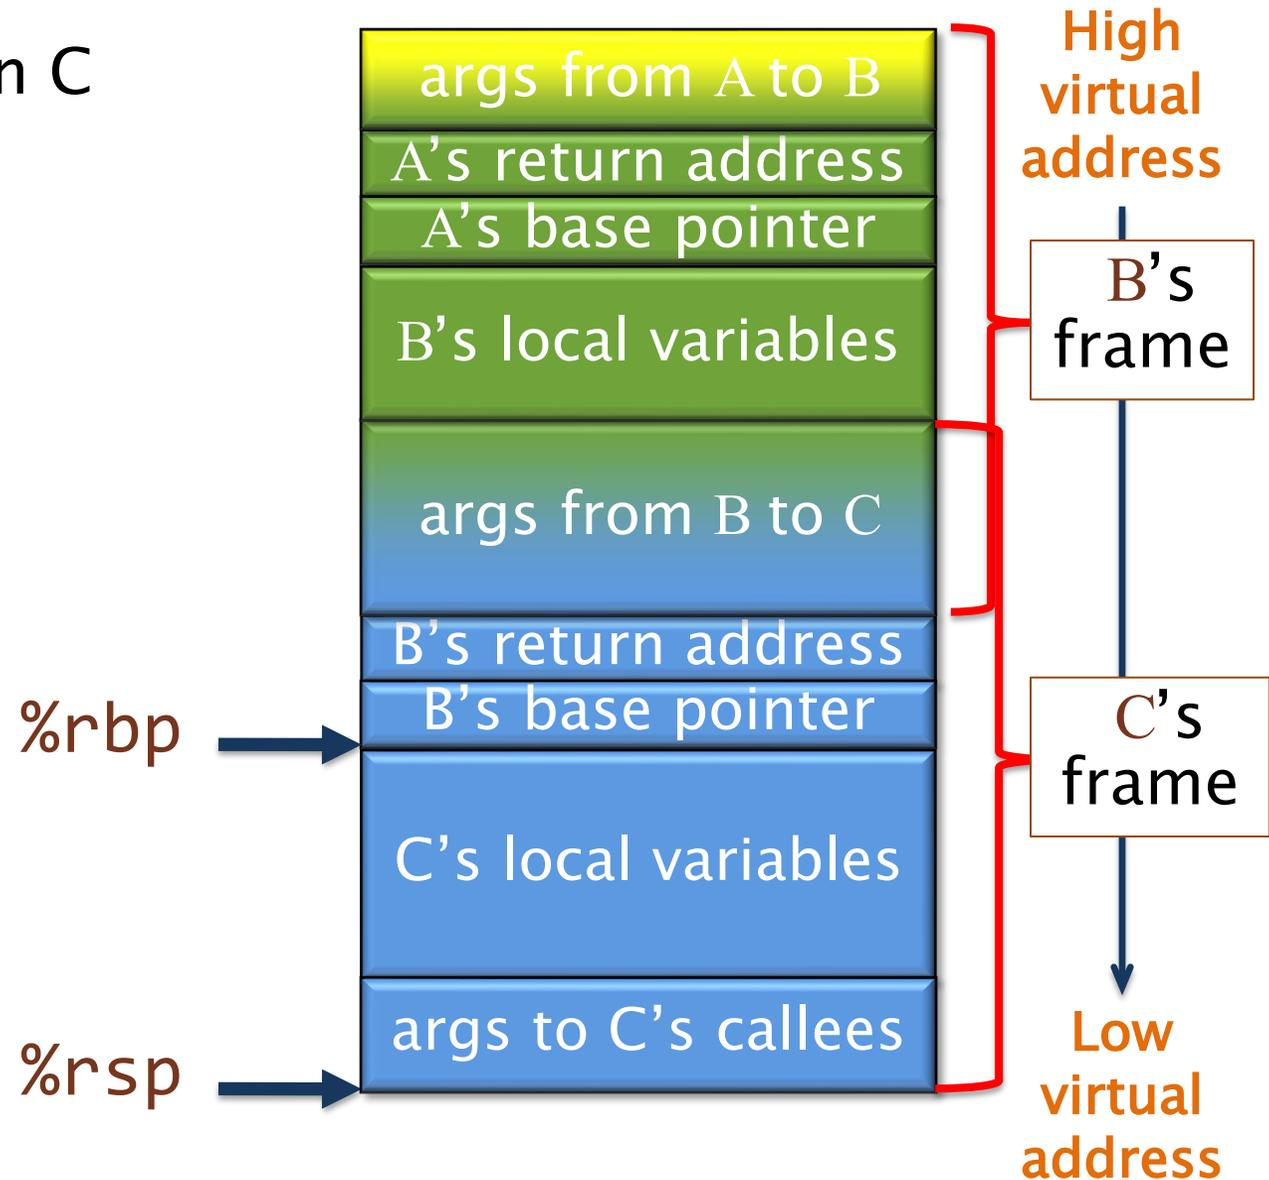 n C
args from A to B
A’s return address
A’s base pointer
B’s local variables
args from B to C
B’s return address
B’s base pointer
C’s local variables
args to C’s callees
%rbp
%rsp
High
virtual
address
B’s
frame
C’s
frame
Low
virtual
address